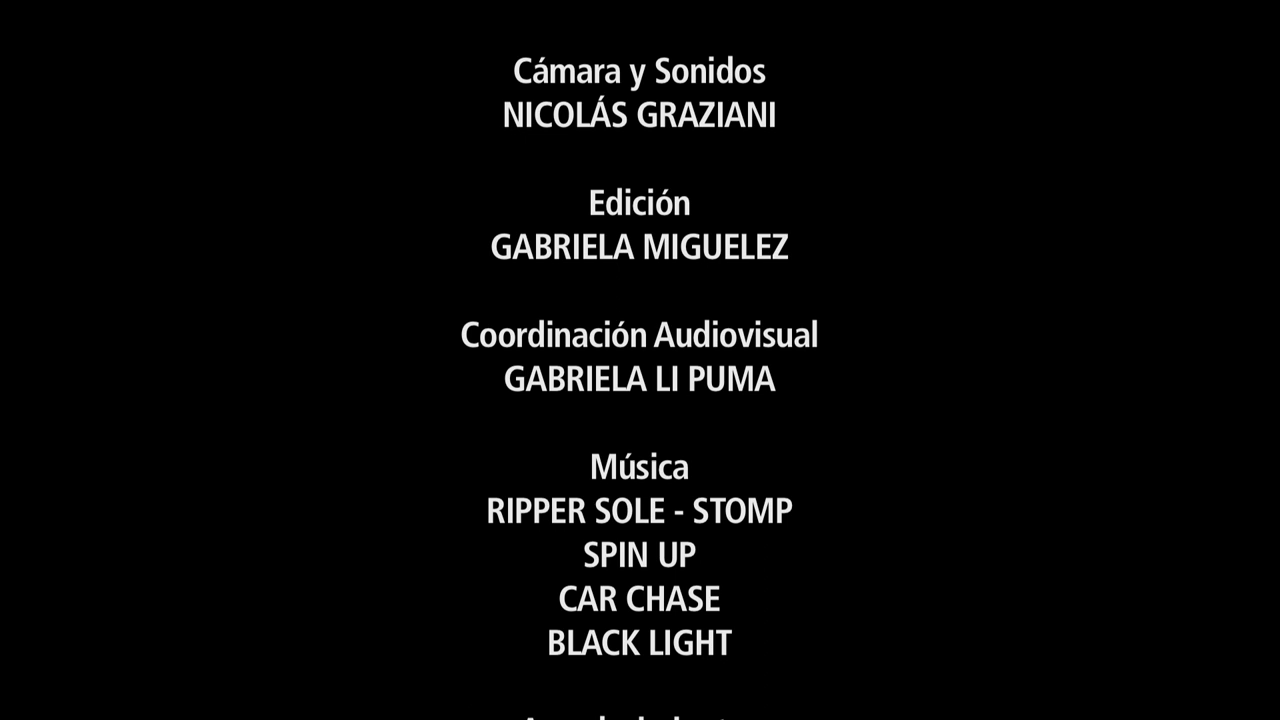 Cámara y Sonidos
NICOLÁS GRAZIANI
Edición
GABRIELA MIGUELEZ
Coordinación Audiovisual
GABRIELA LI PUMA
Música
RIPPER SOLE - STOMP
SPIN UP
CAR CHASE
BLACK LIGHT